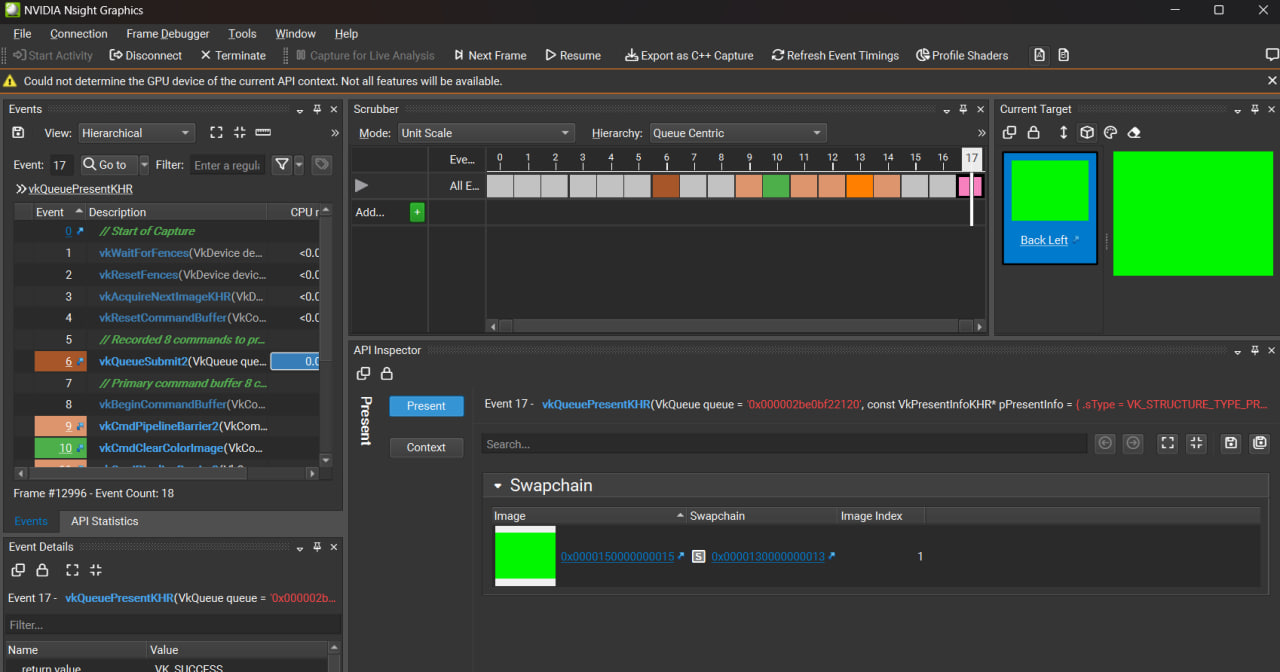 NVIDIA Nsight Graphics
File Connection Frame Debugger Tools Window Help
Start Activity Disconnect Terminate Capture for Live Analysis Next Frame Resume Export as C++ Capture Refresh Event Timings Profile Shaders
Could not determine the GPU device of the current API context. Not all features will be available.
Events
View: Hierarchical
Event: 17 Go to Filter: Enter a regula
vkQueuePresentKHR
Event Description CPU r
0 // Start of Capture
1 vkWaitForFences(VkDevice de... <0.0
2 vkResetFences(VkDevice devic... <0.0
3 vkAcquireNextImageKHR(VkD... <0.0
4 vkResetCommandBuffer(VkCo... <0.0
5 // Recorded 8 commands to pr...
6 vkQueueSubmit2(VkQueue que... 0.0
7 // Primary command buffer 8 c...
8 vkBeginCommandBuffer(VkCo...
9 vkCmdPipelineBarrier2(VkCom...
10 vkCmdClearColorImage(VkCo...
Frame #12996 - Event Count: 18
Events API Statistics
Event Details
Event 17 - vkQueuePresentKHR(VkQueue queue = '0x000002b...
Filter...
Name Value
return value VK_SUCCESS
Scrubber
Mode: Unit Scale Hierarchy: Queue Centric
Eve... 0 1 2 3 4 5 6 7 8 9 10 11 12 13 14 15 16 17
All E...
Add... +
Current Target
Back Left
API Inspector
Present
Present
Context
Event 17 - vkQueuePresentKHR(VkQueue queue = '0x000002be0bf22120', const VkPresentInfoKHR* pPresentInfo = { .sType = VK_STRUCTURE_TYPE_PR...
Search...
Swapchain
Image Swapchain Image Index
0x0000150000000015 S 0x0000130000000013 1